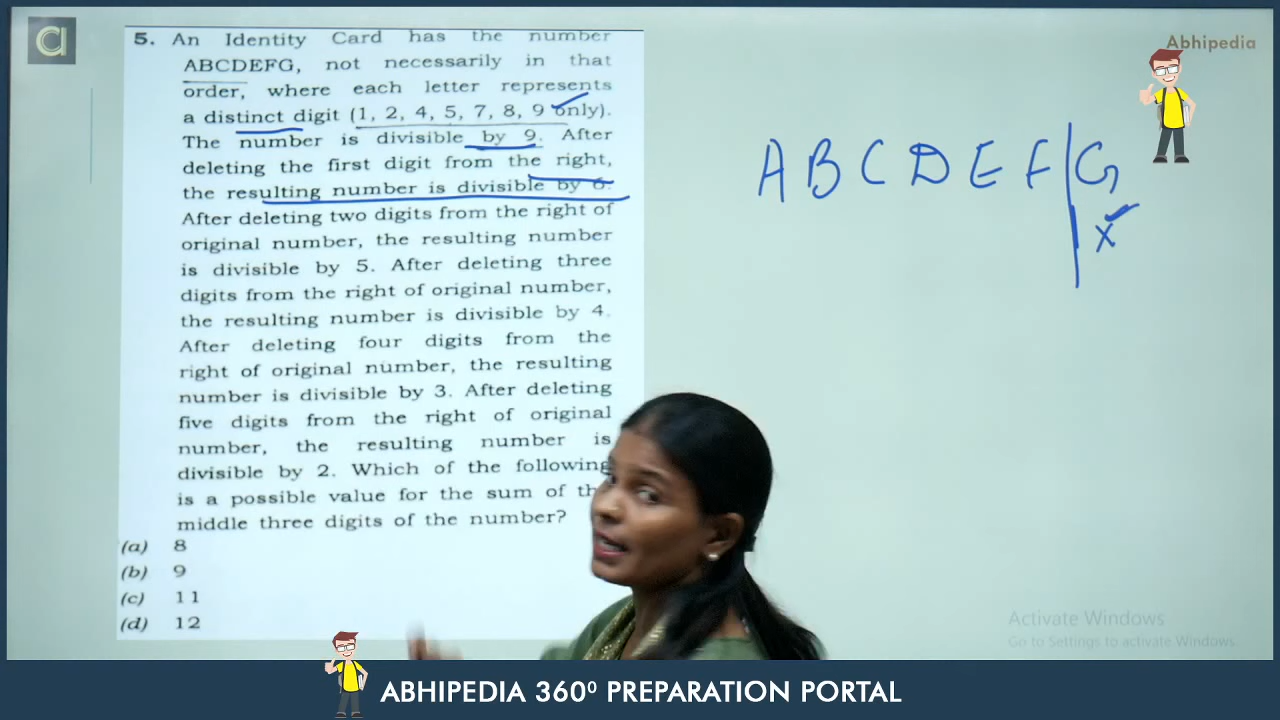 a
5. An Identity Card has the number
ABCDEFG, not necessarily in that
order, where each letter represents
a distinct digit (1, 2, 4, 5, 7, 8, 9 only).
The number is divisible by 9. After
deleting the first digit from the right,
the resulting number is divisible by 6.
After deleting two digits from the right of
original number, the resulting number
is divisible by 5. After deleting three
digits from the right of original number,
the resulting number is divisible by 4.
After deleting four digits from the
right of original number, the resulting
number is divisible by 3. After deleting
five digits from the right of original
number, the resulting number is
divisible by 2. Which of the following
is a possible value for the sum of th
middle three digits of the number?
(a) 8
(b) 9
(c) 11
(d) 12
Abhipedia
A B C D E F | G
x
Activate Windows
Go to Settings to activate Windows.
ABHIPEDIA 360⁰ PREPARATION PORTAL